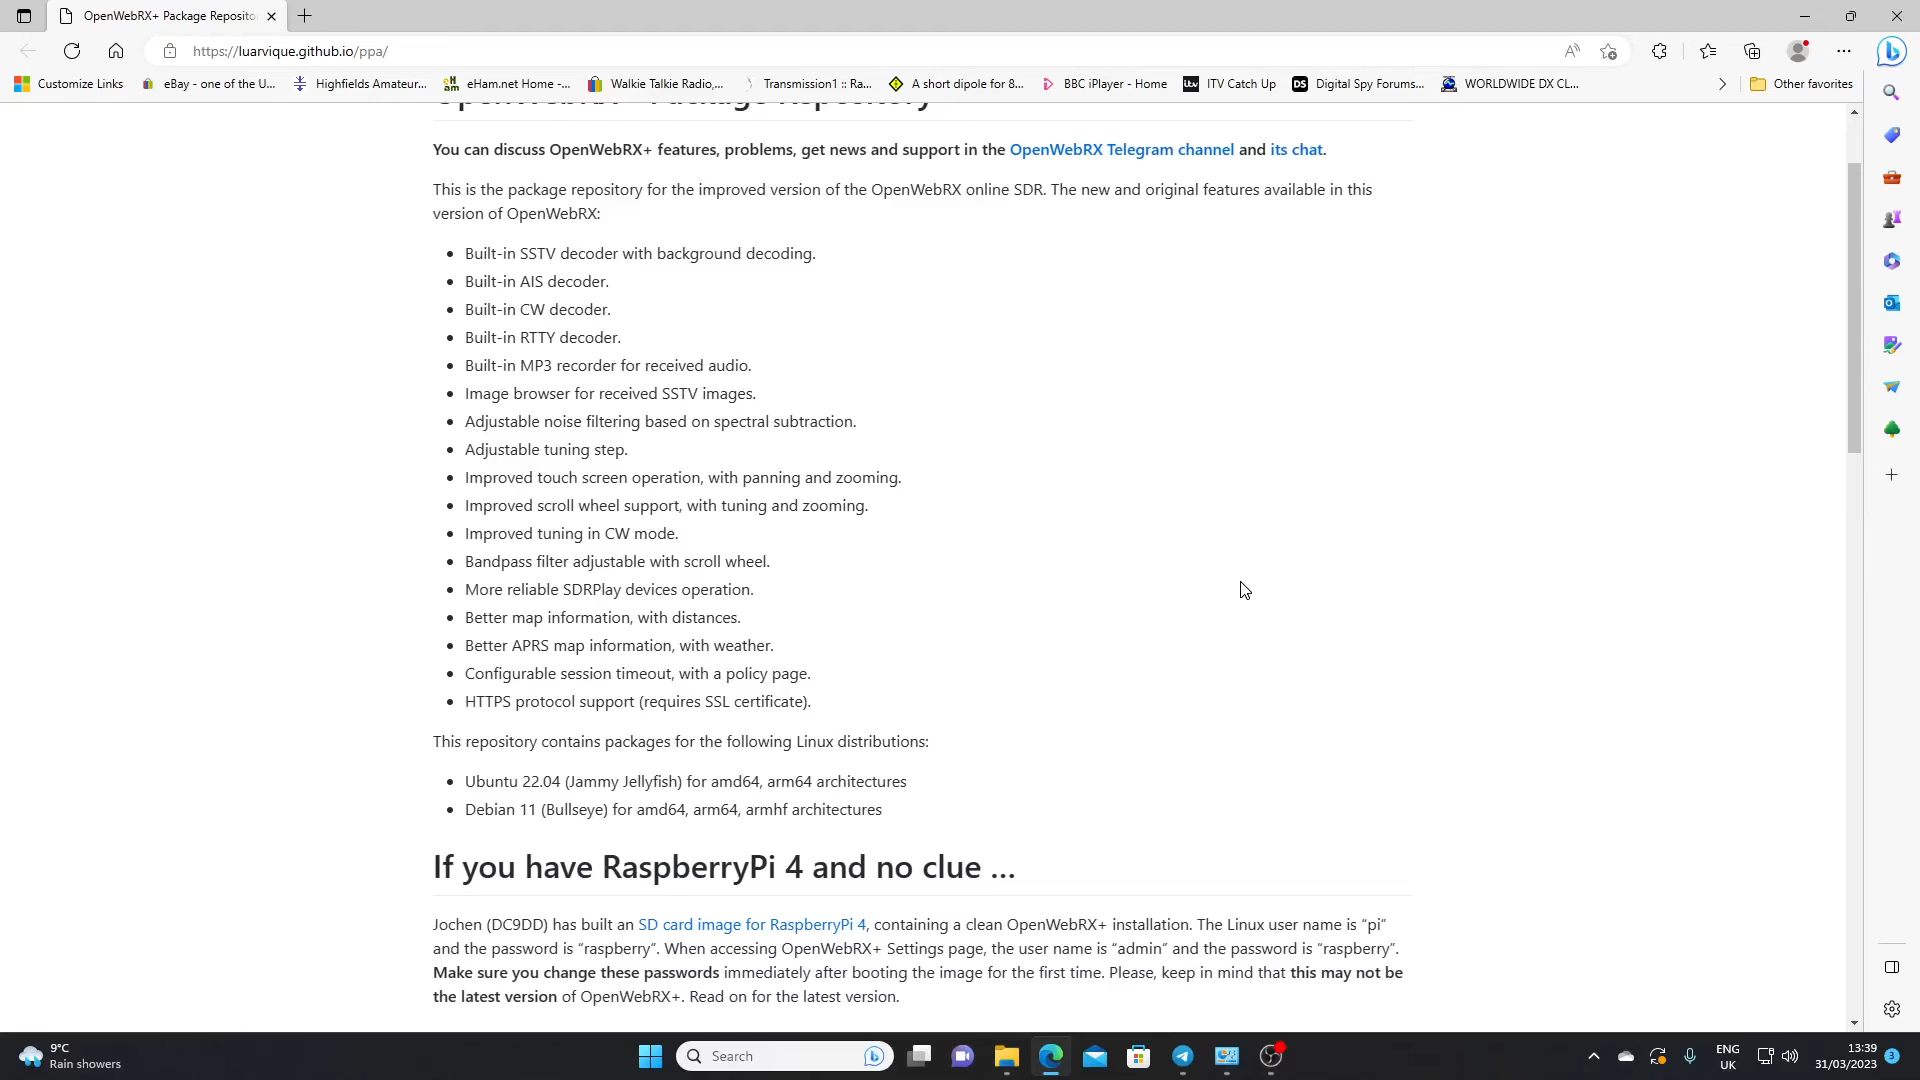 OpenWebRX+ Package Reposito
https://luarvique.github.io/ppa/
Customize Links
eBay - one of the U...
Highfields Amateur...
eHam.net Home -...
Walkie Talkie Radio,...
Transmission1 :: Ra...
A short dipole for 8...
BBC iPlayer - Home
ITV Catch Up
Digital Spy Forums...
WORLDWIDE DX CL...
Other favorites
OpenWebRX+ Package Repository
You can discuss OpenWebRX+ features, problems, get news and support in the OpenWebRX Telegram channel and its chat.
This is the package repository for the improved version of the OpenWebRX online SDR. The new and original features available in this
version of OpenWebRX:
Built-in SSTV decoder with background decoding.
Built-in AIS decoder.
Built-in CW decoder.
Built-in RTTY decoder.
Built-in MP3 recorder for received audio.
Image browser for received SSTV images.
Adjustable noise filtering based on spectral subtraction.
Adjustable tuning step.
Improved touch screen operation, with panning and zooming.
Improved scroll wheel support, with tuning and zooming.
Improved tuning in CW mode.
Bandpass filter adjustable with scroll wheel.
More reliable SDRPlay devices operation.
Better map information, with distances.
Better APRS map information, with weather.
Configurable session timeout, with a policy page.
HTTPS protocol support (requires SSL certificate).
This repository contains packages for the following Linux distributions:
Ubuntu 22.04 (Jammy Jellyfish) for amd64, arm64 architectures
Debian 11 (Bullseye) for amd64, arm64, armhf architectures
If you have RaspberryPi 4 and no clue …
Jochen (DC9DD) has built an SD card image for RaspberryPi 4, containing a clean OpenWebRX+ installation. The Linux user name is “pi”
and the password is “raspberry”. When accessing OpenWebRX+ Settings page, the user name is “admin” and the password is “raspberry”.
Make sure you change these passwords immediately after booting the image for the first time. Please, keep in mind that this may not be
the latest version of OpenWebRX+. Read on for the latest version.
9°C
Rain showers
Search
ENG
UK
13:39
31/03/2023
3